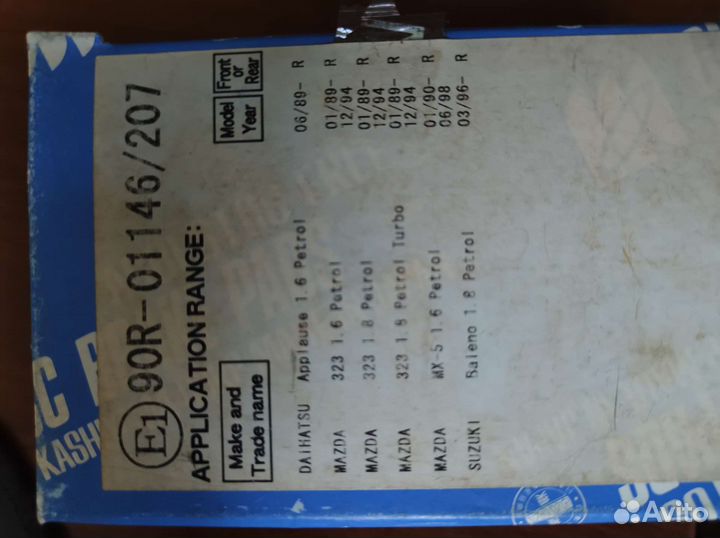 E1 90R-01146/207
APPLICATION RANGE:
Make and Trade name Model Year Front or Rear
DAIHATSU Applause 1.6 Petrol 06/89- R
MAZDA 323 1.6 Petrol 01/89- 12/94 R
MAZDA 323 1.8 Petrol 01/89- 12/94 R
MAZDA 323 1.8 Petrol Turbo 01/89- 12/94 R
MAZDA MX-5 1.6 Petrol 01/90- 06/98 R
SUZUKI Baleno 1.8 Petrol 03/96- R
Avito